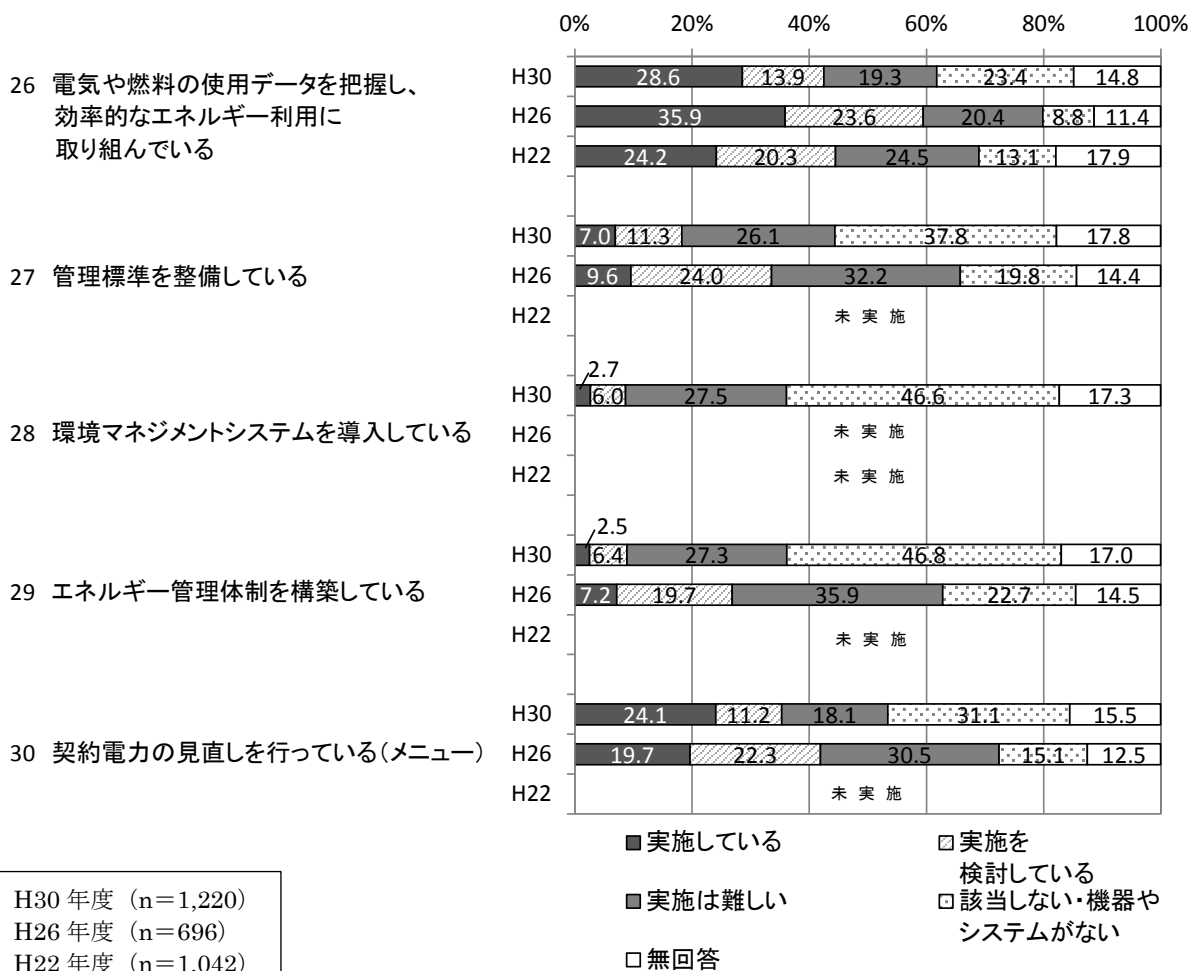 0% 20% 40% 60% 80% 100%
26 電気や燃料の使用データを把握し、
効率的なエネルギー利用に
取り組んでいる
H30 28.6 13.9 19.3 23.4 14.8
H26 35.9 23.6 20.4 8.8 11.4
H22 24.2 20.3 24.5 13.1 17.9
27 管理標準を整備している
H30 7.0 11.3 26.1 37.8 17.8
H26 9.6 24.0 32.2 19.8 14.4
H22 未 実 施
28 環境マネジメントシステムを導入している
H30 2.7 6.0 27.5 46.6 17.3
H26 未 実 施
H22 未 実 施
29 エネルギー管理体制を構築している
H30 2.5 6.4 27.3 46.8 17.0
H26 7.2 19.7 35.9 22.7 14.5
H22 未 実 施
30 契約電力の見直しを行っている(メニュー)
H30 24.1 11.2 18.1 31.1 15.5
H26 19.7 22.3 30.5 15.1 12.5
H22 未 実 施
実施している
実施を
検討している
実施は難しい
該当しない・機器や
システムがない
無回答
H30 年度（n＝1,220）
H26 年度（n＝696）
H22 年度（n＝1,042）